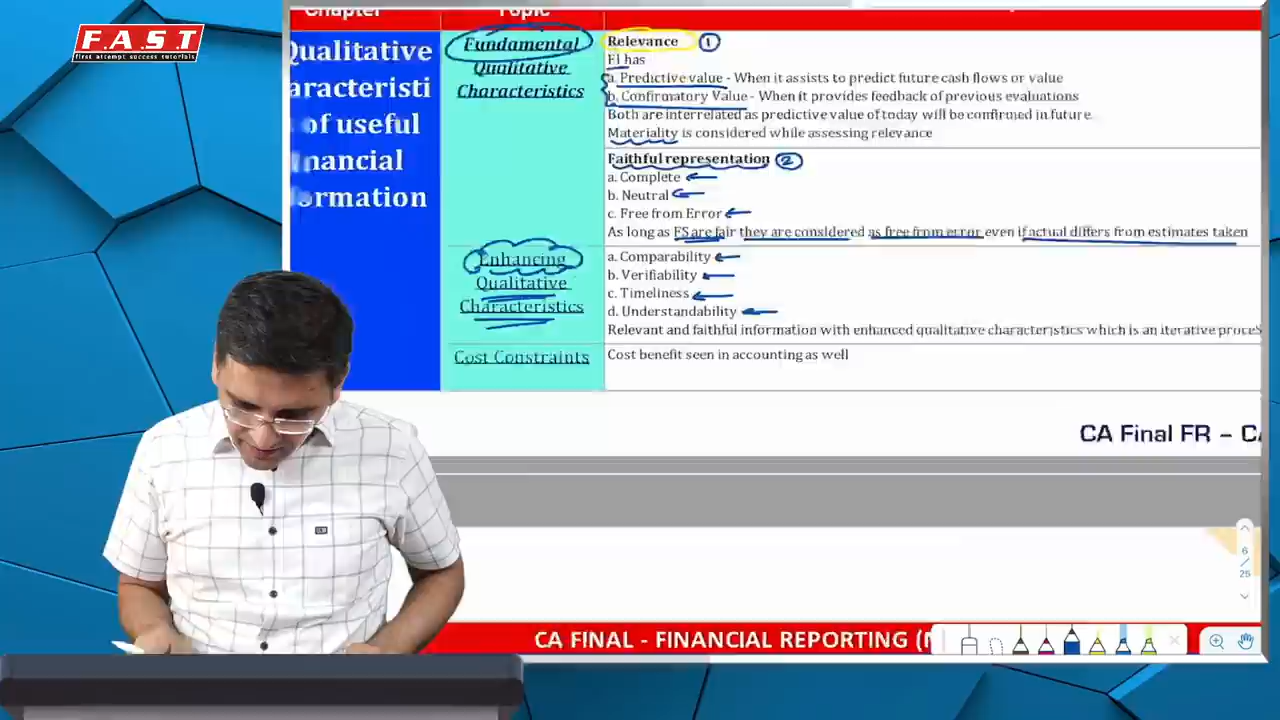 F.A.S.T
first attempt success tutorials
Chapter
Topic
Qualitative
aracteristi
of useful
nancial
ormation
Fundamental
Qualitative
Characteristics
Relevance 1
FI has
a. Predictive value - When it assists to predict future cash flows or value
b. Confirmatory Value - When it provides feedback of previous evaluations
Both are interrelated as predictive value of today will be confirmed in future
Materiality is considered while assessing relevance
Faithful representation 2
a. Complete
b. Neutral
c. Free from Error
As long as FS are fair they are considered as free from error even if actual differs from estimates taken
Enhancing
Qualitative
Characteristics
a. Comparability
b. Verifiability
c. Timeliness
d. Understandability
Relevant and faithful information with enhanced qualitative characteristics which is an iterative proces
Cost Constraints
Cost benefit seen in accounting as well
CA Final FR – CA
6
/
25
CA FINAL - FINANCIAL REPORTING (